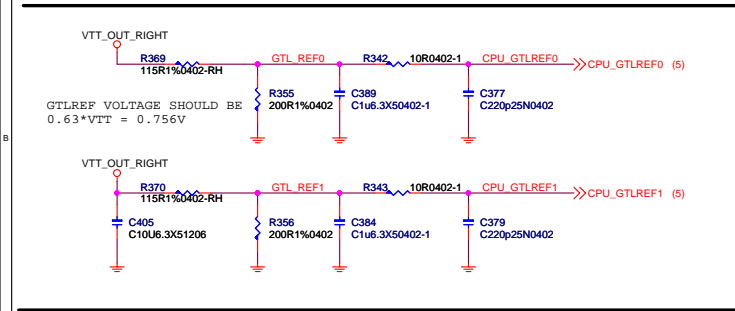 VTT_OUT_RIGHT
R369
115R1%0402-RH
GTL_REF0
R342
10R0402-1
CPU_GTLREF0
CPU_GTLREF0 (5)
R355
200R1%0402
C389
C1u6.3X50402-1
C377
C220p25N0402
GTLREF VOLTAGE SHOULD BE
0.63*VTT = 0.756V
B
VTT_OUT_RIGHT
R370
115R1%0402-RH
GTL_REF1
R343
10R0402-1
CPU_GTLREF1
CPU_GTLREF1 (5)
C405
C10U6.3X51206
R356
200R1%0402
C384
C1u6.3X50402-1
C379
C220p25N0402